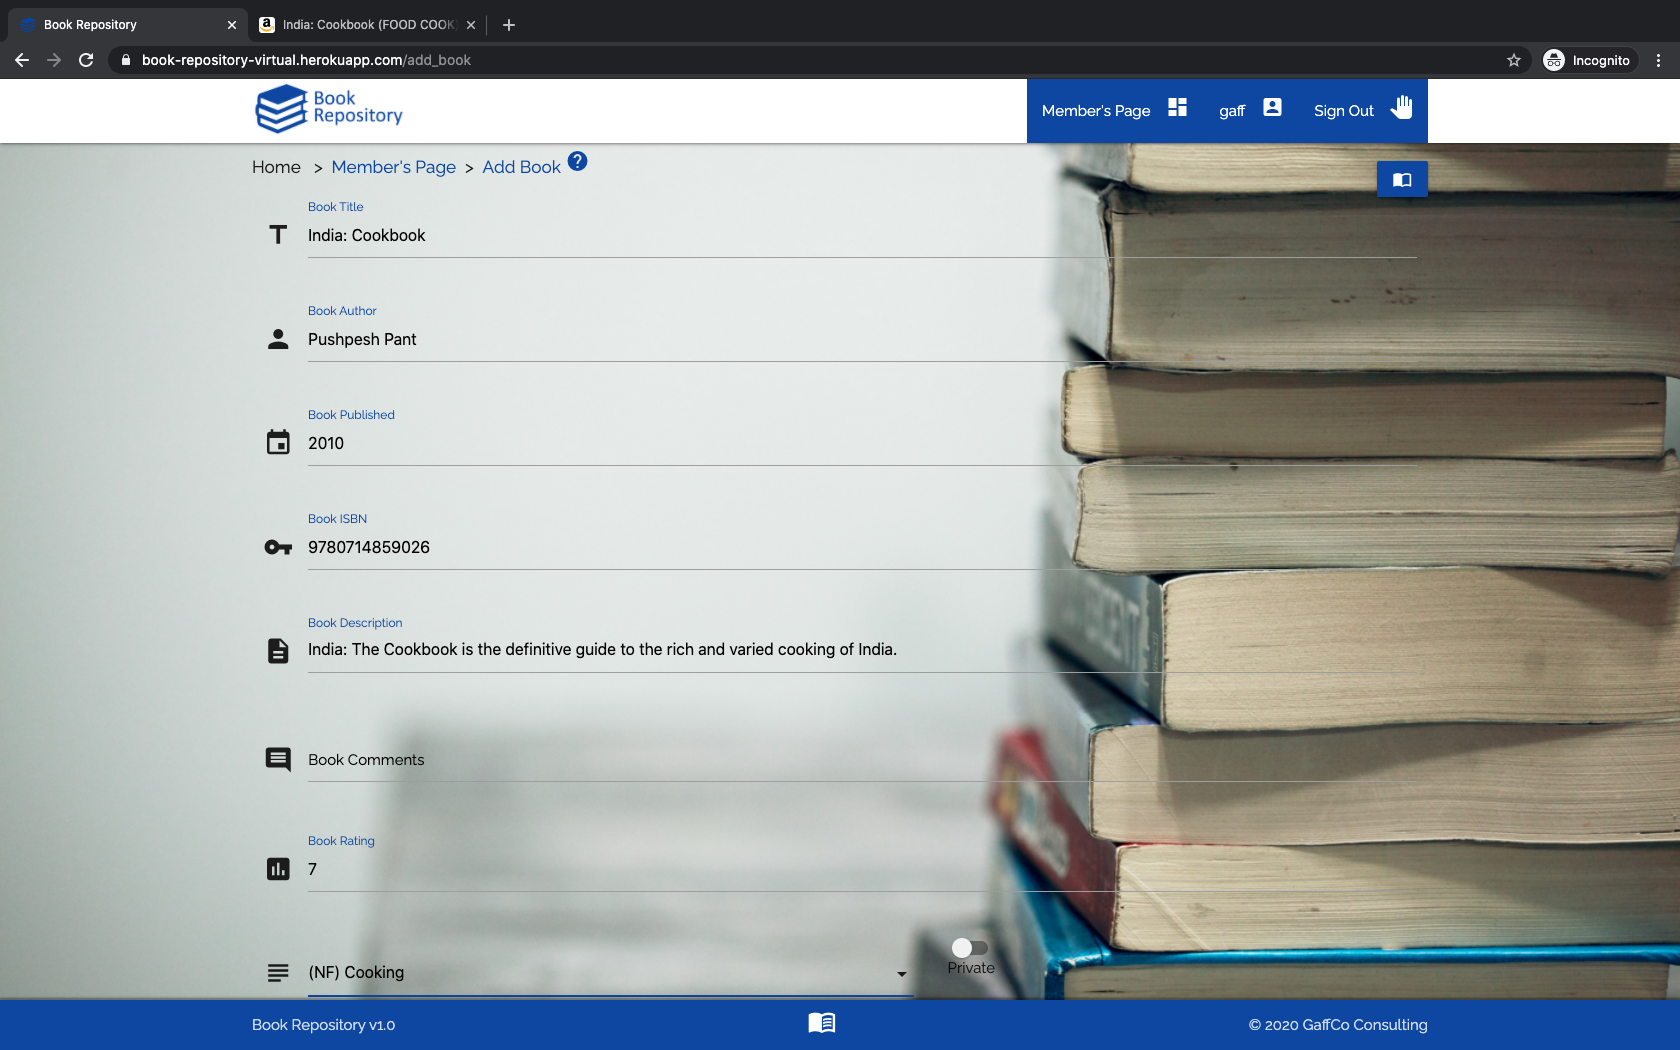 Book Repository
India: Cookbook (FOOD COOK
book-repository-virtual.herokuapp.com/add_book
Incognito
Book
Repository
Member's Page
gaff
Sign Out
Home > Member's Page > Add Book
Book Title
India: Cookbook
Book Author
Pushpesh Pant
Book Published
2010
Book ISBN
9780714859026
Book Description
India: The Cookbook is the definitive guide to the rich and varied cooking of India.
Book Comments
Book Rating
7
(NF) Cooking
Private
Book Repository v1.0
© 2020 GaffCo Consulting